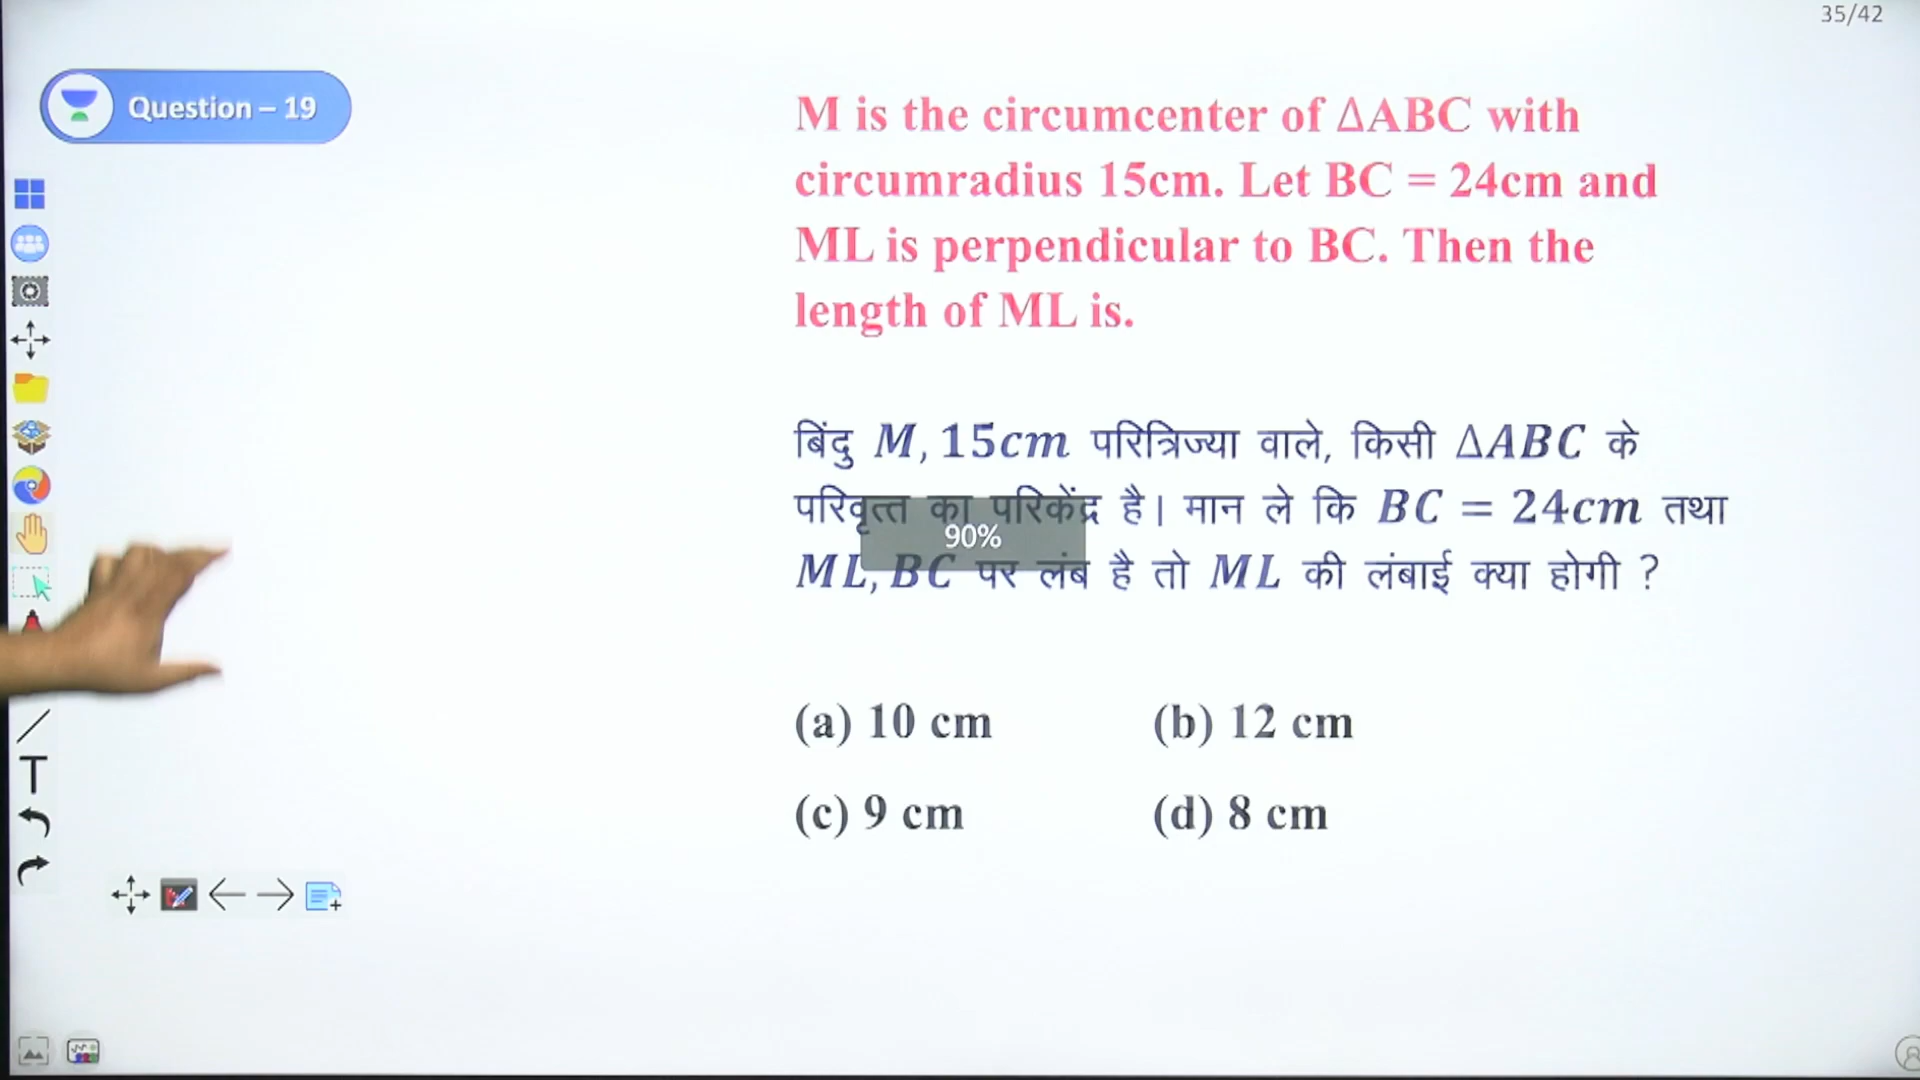 35/42
Question – 19
M is the circumcenter of ΔABC with
circumradius 15cm. Let BC = 24cm and
ML is perpendicular to BC. Then the
length of ML is.
बिंदु M, 15cm परित्रिज्या वाले, किसी ΔABC के
परिवृत्त का परिकेंद्र है। मान ले कि BC = 24cm तथा
90%
ML, BC पर लंब है तो ML की लंबाई क्या होगी ?
(a) 10 cm (b) 12 cm
(c) 9 cm (d) 8 cm
T